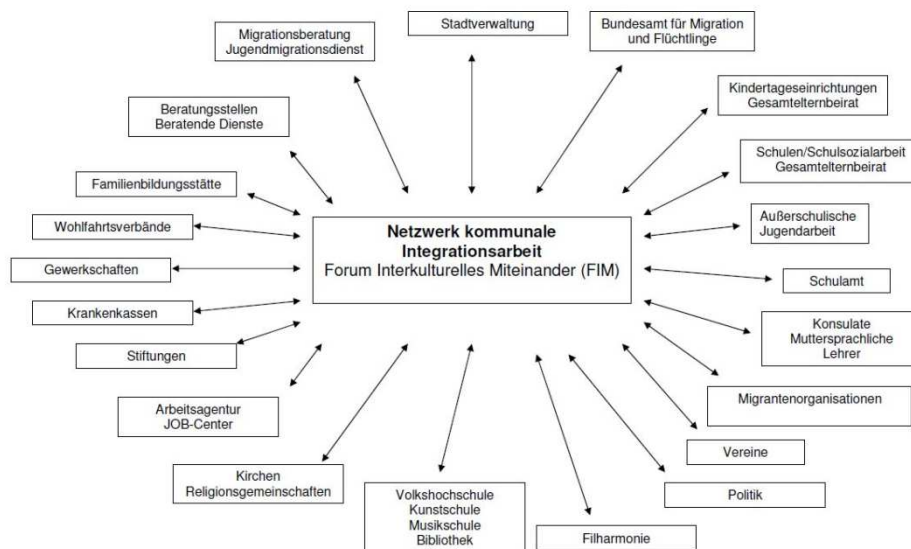 Stadtverwaltung
Bundesamt für Migration
und Flüchtlinge
Migrationsberatung
Jugendmigrationsdienst
Kindertageseinrichtungen
Gesamtelternbeirat
Beratungsstellen
Beratende Dienste
Schulen/Schulsozialarbeit
Gesamtelternbeirat
Familienbildungsstätte
Außerschulische
Jugendarbeit
Wohlfahrtsverbände
Netzwerk kommunale
Integrationsarbeit
Forum Interkulturelles Miteinander (FIM)
Gewerkschaften
Schulamt
Krankenkassen
Konsulate
Muttersprachliche
Lehrer
Stiftungen
Migrantenorganisationen
Arbeitsagentur
JOB-Center
Vereine
Kirchen
Religionsgemeinschaften
Politik
Volkshochschule
Kunstschule
Musikschule
Bibliothek
Filharmonie